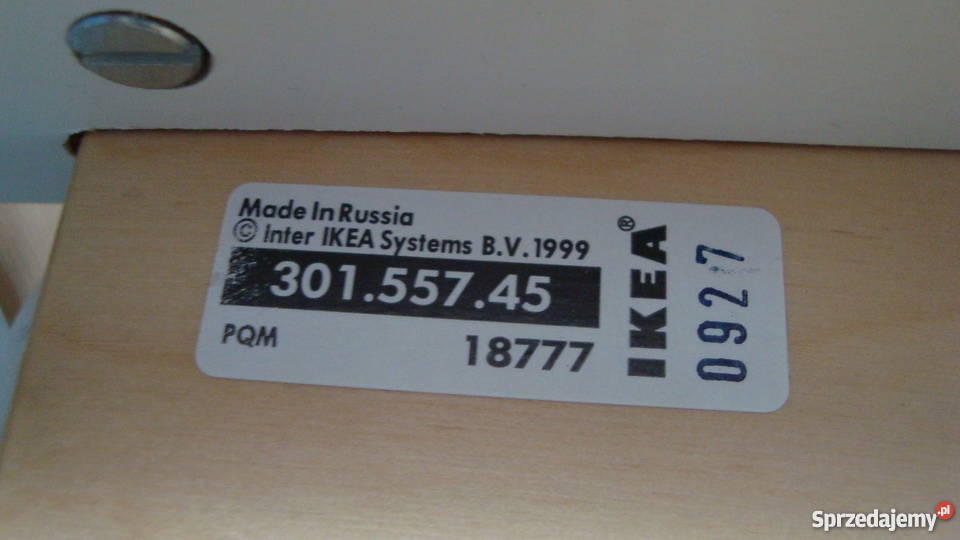 Made In Russia
© Inter IKEA Systems B.V. 1999
301.557.45
PQM 18777
IKEA®
0927
Sprzedajemy.pl